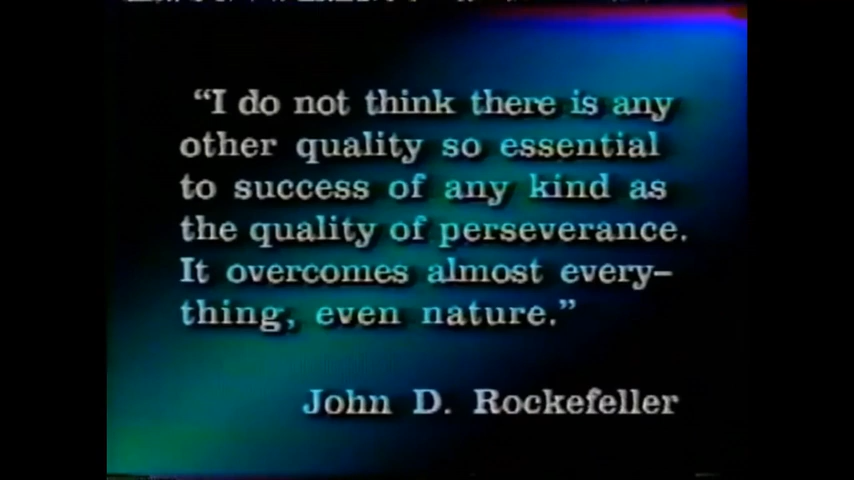 “I do not think there is any
other quality so essential
to success of any kind as
the quality of perseverance.
It overcomes almost every-
thing, even nature.”
John D. Rockefeller